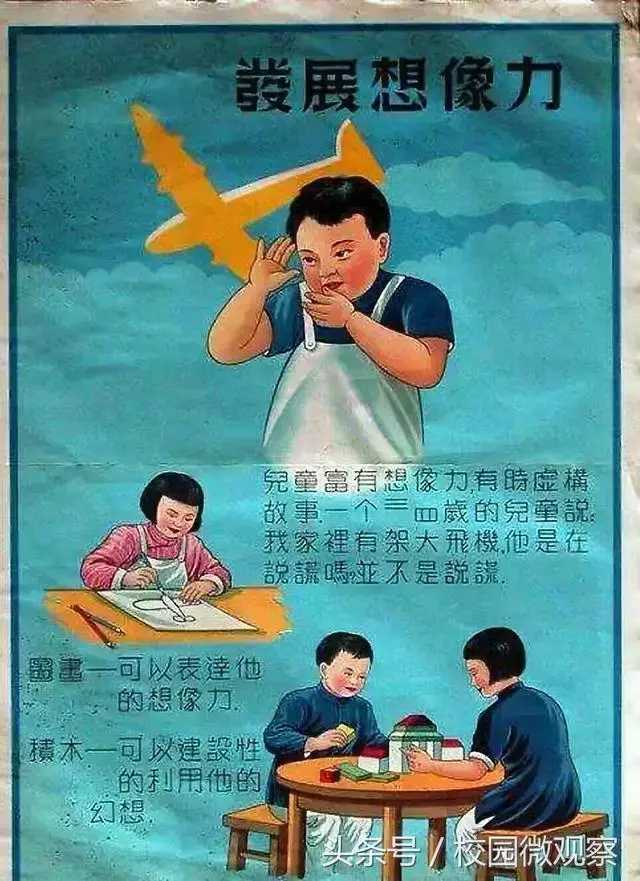 發展想像力
兒童富有想像力,有時虛構
故事.一个三四歲的兒童說:
我家裡有架大飛機,他是在
說謊嗎?並不是說謊.
圖畫—可以表達他
的想像力.
積木—可以建設性
的利用他的
幻想.
头条号/校园微观察